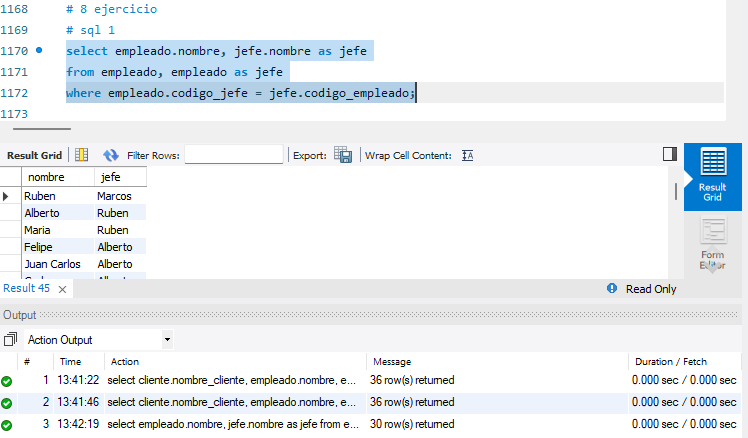 1168 # 8 ejercicio
1169 # sql 1
1170 select empleado.nombre, jefe.nombre as jefe
1171 from empleado, empleado as jefe
1172 where empleado.codigo_jefe = jefe.codigo_empleado;
1173
Result Grid Filter Rows: Export: Wrap Cell Content:
nombre jefe
Ruben Marcos
Alberto Ruben
Maria Ruben
Felipe Alberto
Juan Carlos Alberto
Result
Grid
Form
Editor
Result 45 Read Only
Output
Action Output
# Time Action Message Duration / Fetch
1 13:41:22 select cliente.nombre_cliente, empleado.nombre, e... 36 row(s) returned 0.000 sec / 0.000 sec
2 13:41:46 select cliente.nombre_cliente, empleado.nombre, e... 36 row(s) returned 0.000 sec / 0.000 sec
3 13:42:19 select empleado.nombre, jefe.nombre as jefe from e... 30 row(s) returned 0.000 sec / 0.000 sec